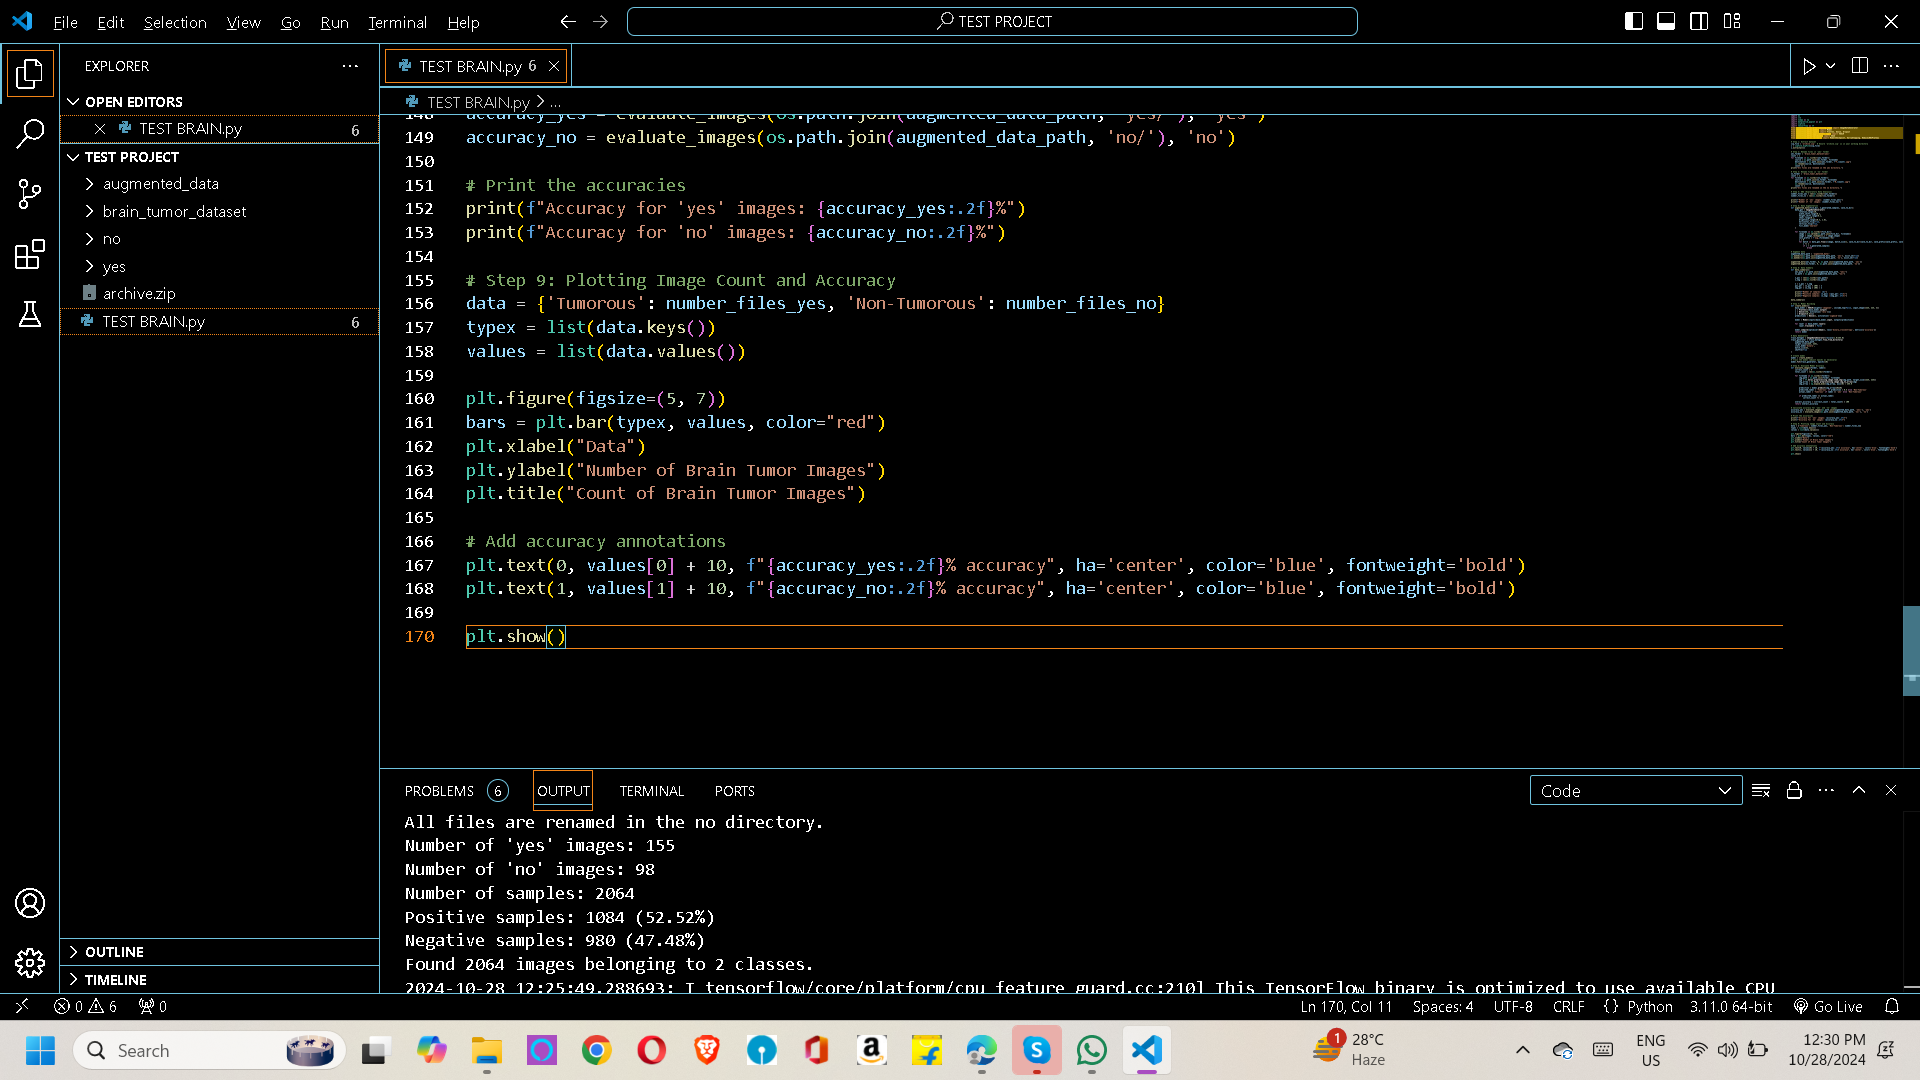 File Edit Selection View Go Run Terminal Help
TEST PROJECT
EXPLORER
OPEN EDITORS
TEST BRAIN.py 6
TEST PROJECT
augmented_data
brain_tumor_dataset
no
yes
archive.zip
TEST BRAIN.py 6
OUTLINE
TIMELINE
TEST BRAIN.py 6
TEST BRAIN.py > ...
148 accuracy_yes = evaluate_images(os.path.join(augmented_data_path, 'yes/'), 'yes')
149 accuracy_no = evaluate_images(os.path.join(augmented_data_path, 'no/'), 'no')
150
151 # Print the accuracies
152 print(f"Accuracy for 'yes' images: {accuracy_yes:.2f}%")
153 print(f"Accuracy for 'no' images: {accuracy_no:.2f}%")
154
155 # Step 9: Plotting Image Count and Accuracy
156 data = {'Tumorous': number_files_yes, 'Non-Tumorous': number_files_no}
157 typex = list(data.keys())
158 values = list(data.values())
159
160 plt.figure(figsize=(5, 7))
161 bars = plt.bar(typex, values, color="red")
162 plt.xlabel("Data")
163 plt.ylabel("Number of Brain Tumor Images")
164 plt.title("Count of Brain Tumor Images")
165
166 # Add accuracy annotations
167 plt.text(0, values[0] + 10, f"{accuracy_yes:.2f}% accuracy", ha='center', color='blue', fontweight='bold')
168 plt.text(1, values[1] + 10, f"{accuracy_no:.2f}% accuracy", ha='center', color='blue', fontweight='bold')
169
170 plt.show()
PROBLEMS 6 OUTPUT TERMINAL PORTS
Code
All files are renamed in the no directory.
Number of 'yes' images: 155
Number of 'no' images: 98
Number of samples: 2064
Positive samples: 1084 (52.52%)
Negative samples: 980 (47.48%)
Found 2064 images belonging to 2 classes.
2024-10-28 12:25:49.288693: I tensorflow/core/platform/cpu_feature_guard.cc:210] This TensorFlow binary is optimized to use available CPU
0 6 0
Ln 170, Col 11 Spaces: 4 UTF-8 CRLF {} Python 3.11.0 64-bit Go Live
Search
1 28°C
Haze
ENG
US
12:30 PM
10/28/2024